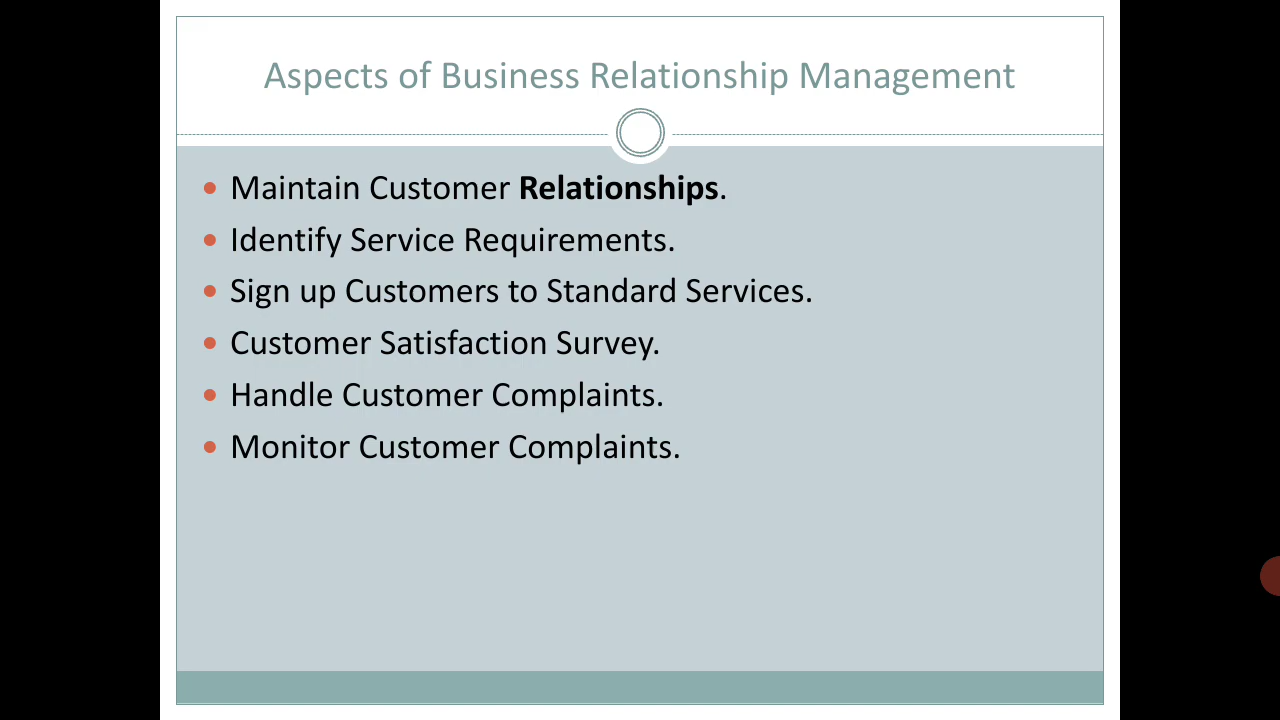 Aspects of Business Relationship Management
Maintain Customer Relationships.
Identify Service Requirements.
Sign up Customers to Standard Services.
Customer Satisfaction Survey.
Handle Customer Complaints.
Monitor Customer Complaints.